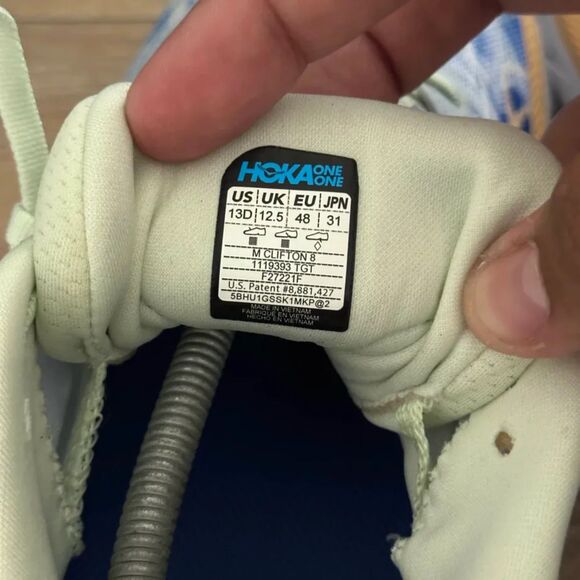 HOKA ONE ONE
US UK EU JPN
13D 12.5 48 31
M CLIFTON 8
1119393 TGT
F27221F
U.S. Patent #8,881,427
5BHU1GSSK1MKP@2
MADE IN VIETNAM
FABRIQUÉ EN VIETNAM
HECHO EN VIETNAM